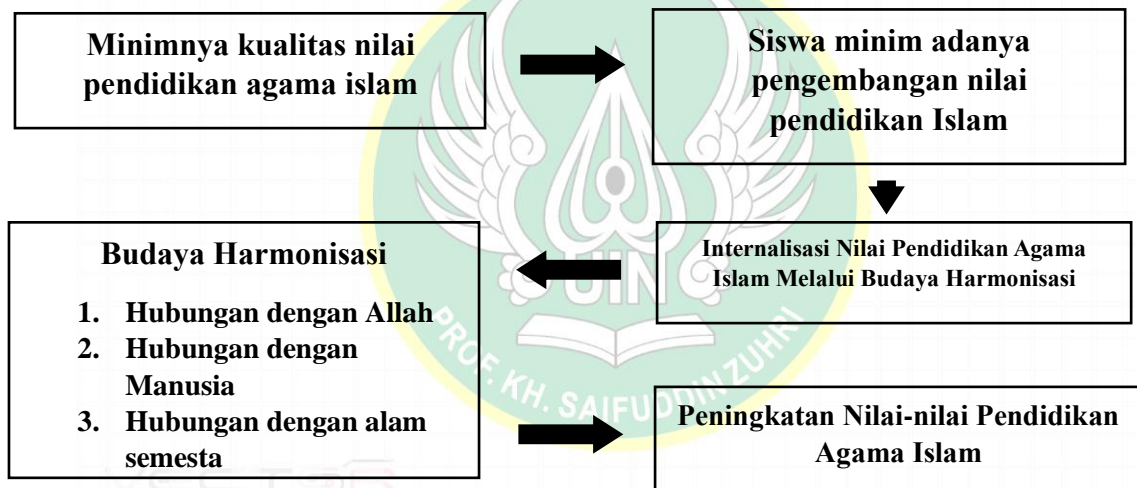 Minimnya kualitas nilai
pendidikan agama islam
Siswa minim adanya
pengembangan nilai
pendidikan Islam
Internalisasi Nilai Pendidikan Agama
Islam Melalui Budaya Harmonisasi
Budaya Harmonisasi
1. Hubungan dengan Allah
2. Hubungan dengan
Manusia
3. Hubungan dengan alam
semesta
Peningkatan Nilai-nilai Pendidikan
Agama Islam
UIN
PROF. KH. SAIFUDDIN ZUHRI